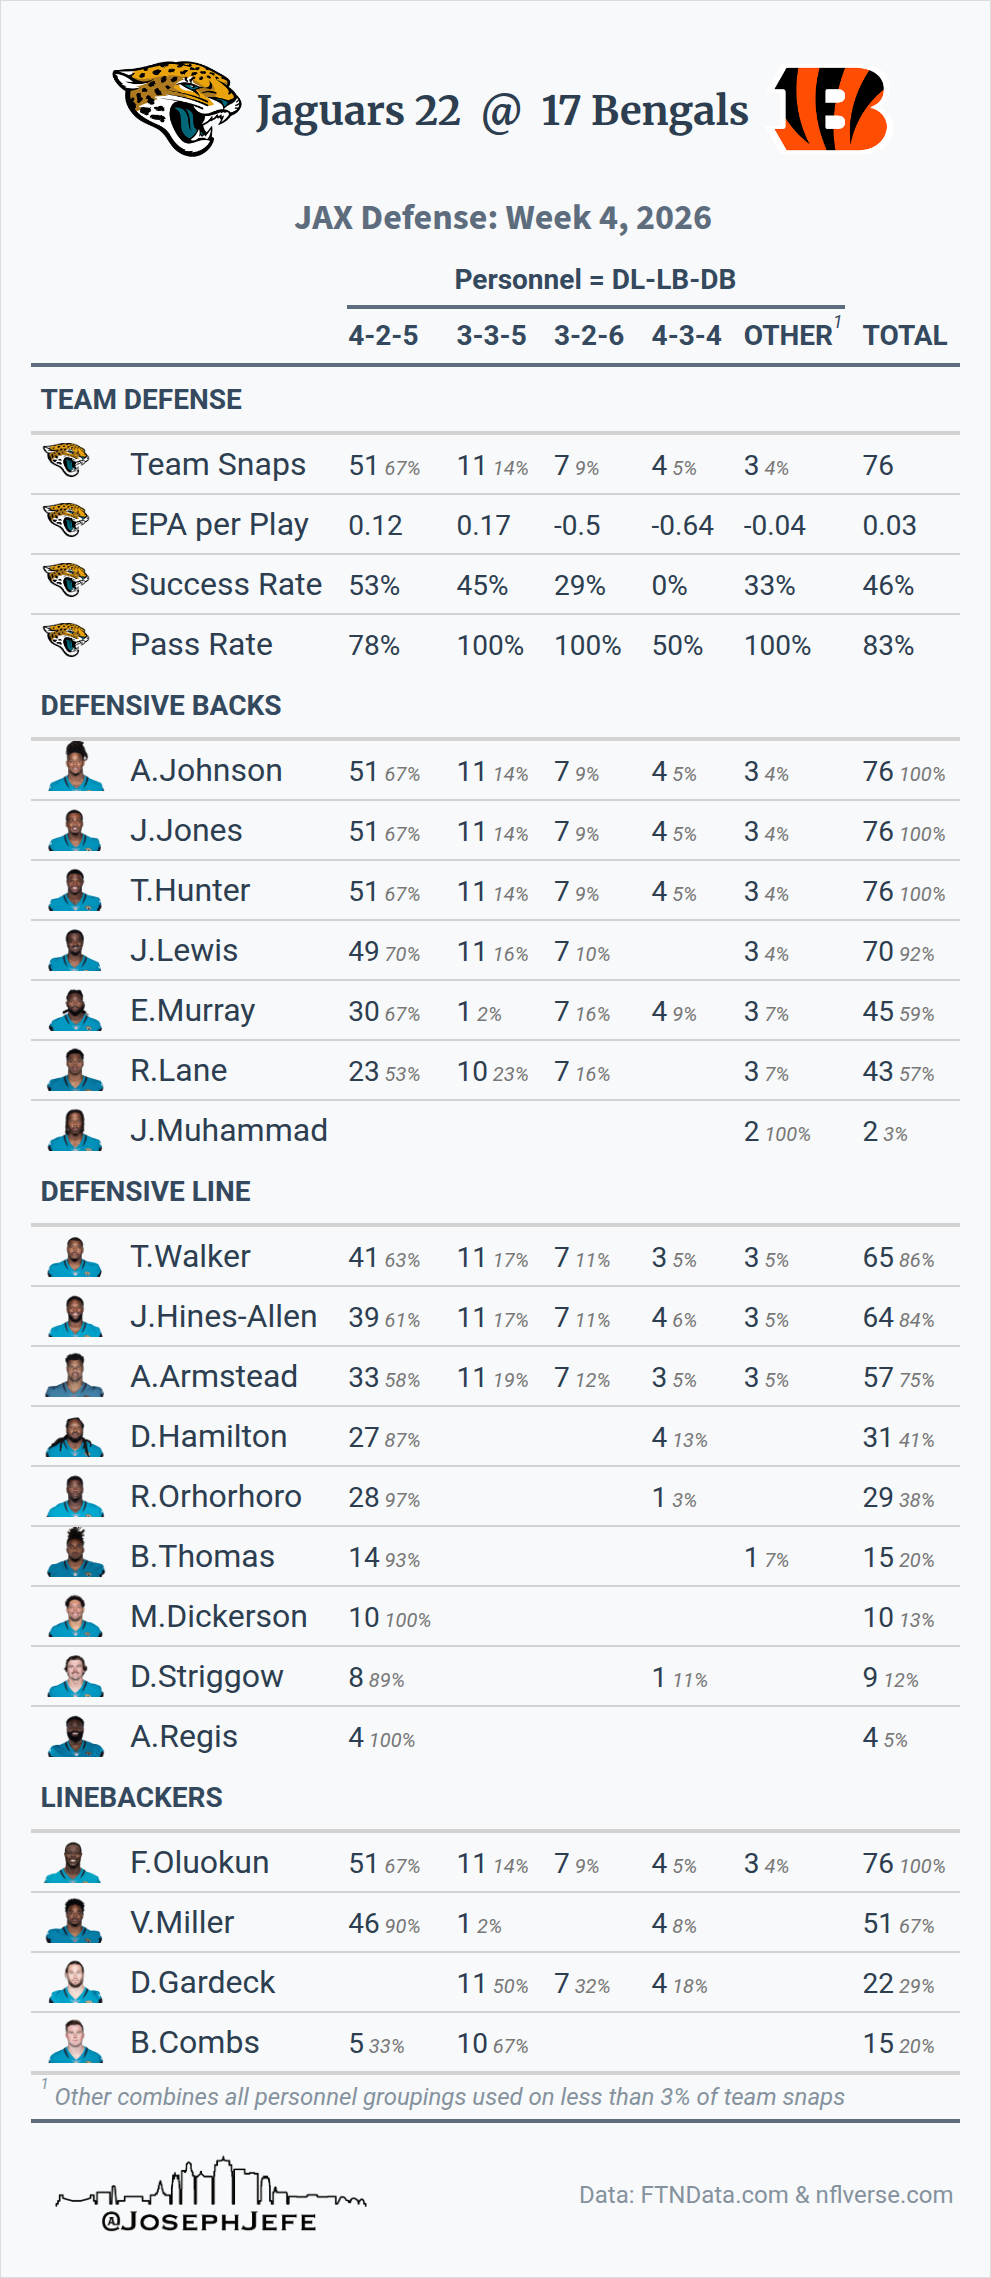 Jaguars 22 @ 17 Bengals
JAX Defense: Week 4, 2026
Personnel = DL-LB-DB
4-2-5 3-3-5 3-2-6 4-3-4 OTHER1 TOTAL
TEAM DEFENSE
Team Snaps 51 67% 11 14% 7 9% 4 5% 3 4% 76
EPA per Play 0.12 0.17 -0.5 -0.64 -0.04 0.03
Success Rate 53% 45% 29% 0% 33% 46%
Pass Rate 78% 100% 100% 50% 100% 83%
DEFENSIVE BACKS
A.Johnson 51 67% 11 14% 7 9% 4 5% 3 4% 76 100%
J.Jones 51 67% 11 14% 7 9% 4 5% 3 4% 76 100%
T.Hunter 51 67% 11 14% 7 9% 4 5% 3 4% 76 100%
J.Lewis 49 70% 11 16% 7 10% 3 4% 70 92%
E.Murray 30 67% 1 2% 7 16% 4 9% 3 7% 45 59%
R.Lane 23 53% 10 23% 7 16% 3 7% 43 57%
J.Muhammad 2 100% 2 3%
DEFENSIVE LINE
T.Walker 41 63% 11 17% 7 11% 3 5% 3 5% 65 86%
J.Hines-Allen 39 61% 11 17% 7 11% 4 6% 3 5% 64 84%
A.Armstead 33 58% 11 19% 7 12% 3 5% 3 5% 57 75%
D.Hamilton 27 87% 4 13% 31 41%
R.Orhorhoro 28 97% 1 3% 29 38%
B.Thomas 14 93% 1 7% 15 20%
M.Dickerson 10 100% 10 13%
D.Striggow 8 89% 1 11% 9 12%
A.Regis 4 100% 4 5%
LINEBACKERS
F.Oluokun 51 67% 11 14% 7 9% 4 5% 3 4% 76 100%
V.Miller 46 90% 1 2% 4 8% 51 67%
D.Gardeck 11 50% 7 32% 4 18% 22 29%
B.Combs 5 33% 10 67% 15 20%
1 Other combines all personnel groupings used on less than 3% of team snaps
@JOSEPHJEFE
Data: FTNData.com & nflverse.com